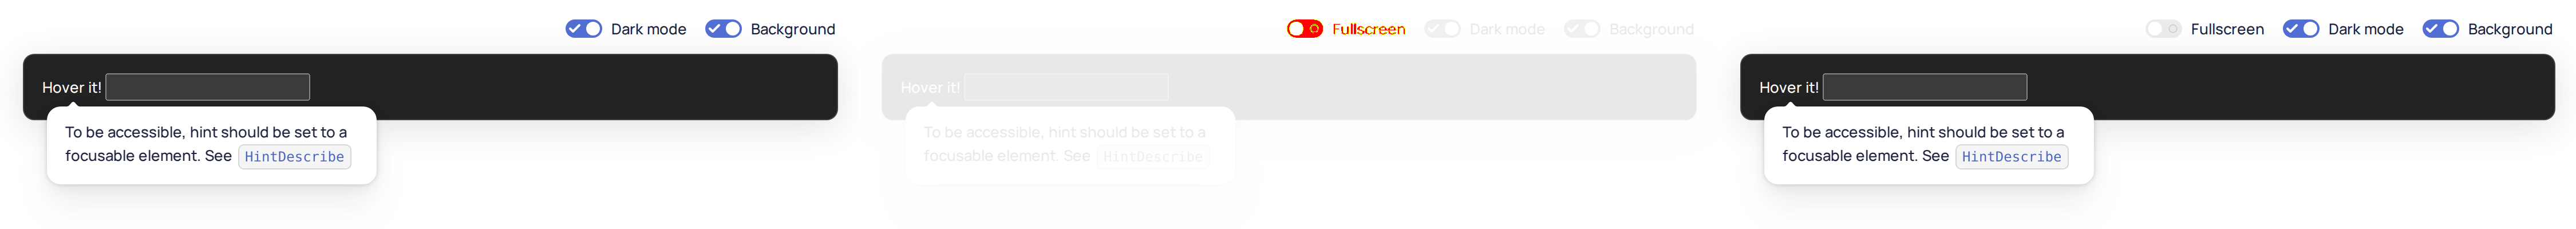 Dark mode Background
Hover it!
To be accessible, hint should be set to a
focusable element. See HintDescribe
Fullscreen Dark mode Background
Hover it!
To be accessible, hint should be set to a
focusable element. See HintDescribe
Fullscreen Dark mode Background
Hover it!
To be accessible, hint should be set to a
focusable element. See HintDescribe